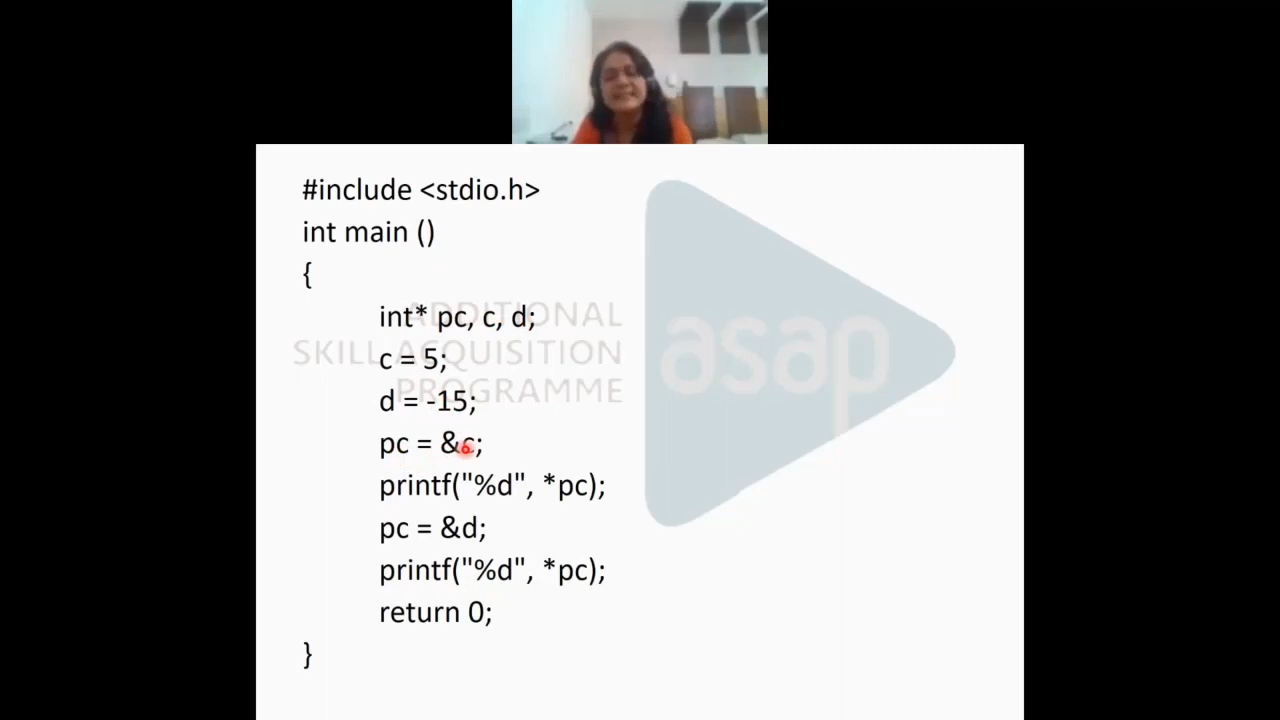 #include <stdio.h>
int main ()
{
int* pc, c, d;
c = 5;
d = -15;
pc = &c;
printf("%d", *pc);
pc = &d;
printf("%d", *pc);
return 0;
}
ADDITIONAL
SKILL ACQUISITION
PROGRAMME
asap